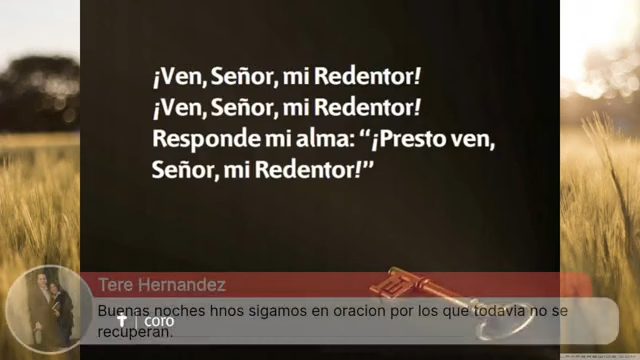 ¡Ven, Señor, mi Redentor!
¡Ven, Señor, mi Redentor!
Responde mi alma: “¡Presto ven,
Señor, mi Redentor!”
Tere Hernandez
Buenas noches hnos sigamos en oracion por los que todavia no se
recuperan.
coro